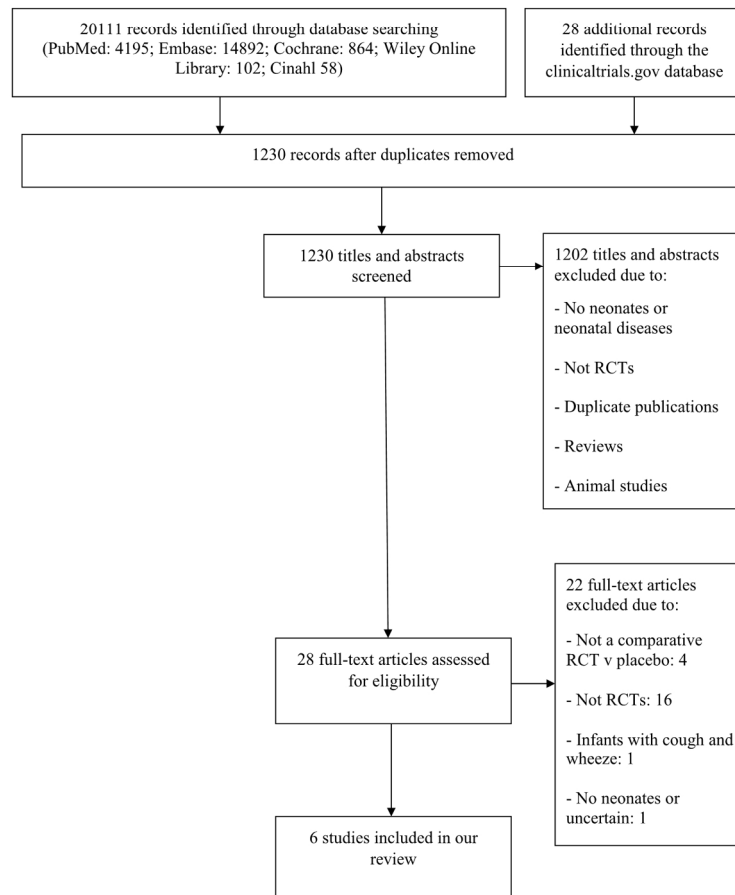 20111 records identified through database searching
(PubMed: 4195; Embase: 14892; Cochrane: 864; Wiley Online
Library: 102; Cinahl 58)
28 additional records
identified through the
clinicaltrials.gov database
1230 records after duplicates removed
1230 titles and abstracts
screened
1202 titles and abstracts
excluded due to:
- No neonates or
neonatal diseases
- Not RCTs
- Duplicate publications
- Reviews
- Animal studies
28 full-text articles assessed
for eligibility
22 full-text articles
excluded due to:
- Not a comparative
RCT v placebo: 4
- Not RCTs: 16
- Infants with cough and
wheeze: 1
- No neonates or
uncertain: 1
6 studies included in our
review